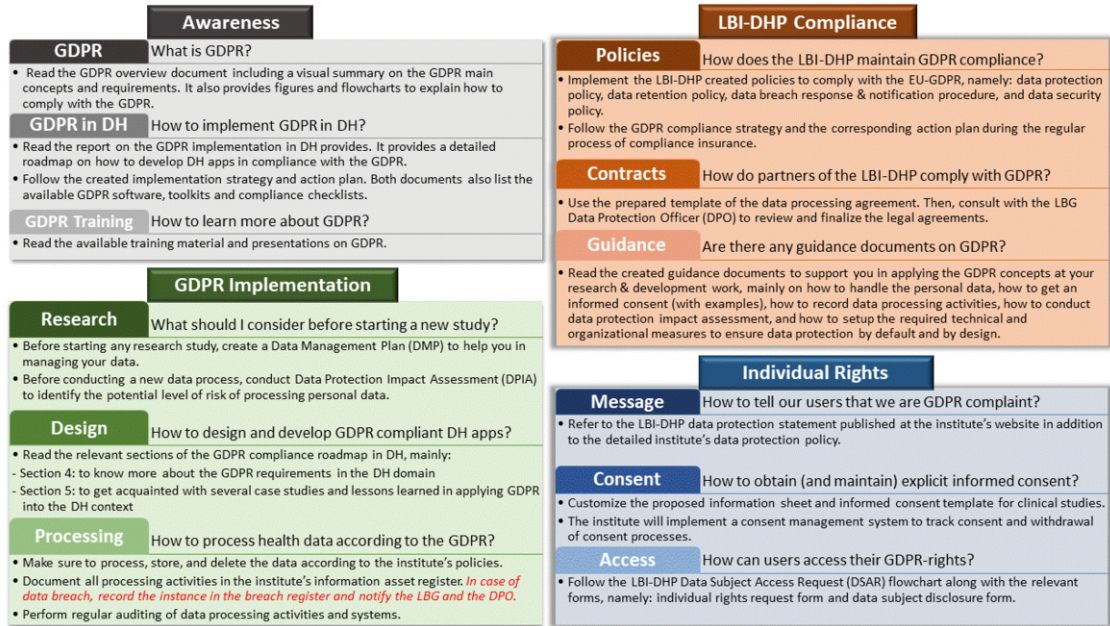 Awareness
GDPR
What is GDPR?
• Read the GDPR overview document including a visual summary on the GDPR main
concepts and requirements. It also provides figures and flowcharts to explain how to
comply with the GDPR.
GDPR in DH
How to implement GDPR in DH?
• Read the report on the GDPR implementation in DH provides. It provides a detailed
roadmap on how to develop DH apps in compliance with the GDPR.
• Follow the created implementation strategy and action plan. Both documents also list the
available GDPR software, toolkits and compliance checklists.
GDPR Training
How to learn more about GDPR?
• Read the available training material and presentations on GDPR.
GDPR Implementation
Research
What should I consider before starting a new study?
• Before starting any research study, create a Data Management Plan (DMP) to help you in
managing your data.
• Before conducting a new data process, conduct Data Protection Impact Assessment (DPIA)
to identify the potential level of risk of processing personal data.
Design
How to design and develop GDPR compliant DH apps?
• Read the relevant sections of the GDPR compliance roadmap in DH, mainly:
- Section 4: to know more about the GDPR requirements in the DH domain
- Section 5: to get acquainted with several case studies and lessons learned in applying GDPR
into the DH context
Processing
How to process health data according to the GDPR?
• Make sure to process, store, and delete the data according to the institute's policies.
• Document all processing activities in the institute's information asset register. In case of
data breach, record the instance in the breach register and notify the LBG and the DPO.
• Perform regular auditing of data processing activities and systems.
LBI-DHP Compliance
Policies
How does the LBI-DHP maintain GDPR compliance?
• Implement the LBI-DHP created policies to comply with the EU-GDPR, namely: data protection
policy, data retention policy, data breach response & notification procedure, and data security
policy.
• Follow the GDPR compliance strategy and the corresponding action plan during the regular
process of compliance insurance.
Contracts
How do partners of the LBI-DHP comply with GDPR?
• Use the prepared template of the data processing agreement. Then, consult with the LBG
Data Protection Officer (DPO) to review and finalize the legal agreements.
Guidance
Are there any guidance documents on GDPR?
• Read the created guidance documents to support you in applying the GDPR concepts at your
research & development work, mainly on how to handle the personal data, how to get an
informed consent (with examples), how to record data processing activities, how to conduct
data protection impact assessment, and how to setup the required technical and
organizational measures to ensure data protection by default and by design.
Individual Rights
Message
How to tell our users that we are GDPR complaint?
• Refer to the LBI-DHP data protection statement published at the institute's website in addition
to the detailed institute's data protection policy.
Consent
How to obtain (and maintain) explicit informed consent?
• Customize the proposed information sheet and informed consent template for clinical studies.
• The institute will implement a consent management system to track consent and withdrawal
of consent processes.
Access
How can users access their GDPR-rights?
• Follow the LBI-DHP Data Subject Access Request (DSAR) flowchart along with the relevant
forms, namely: individual rights request form and data subject disclosure form.